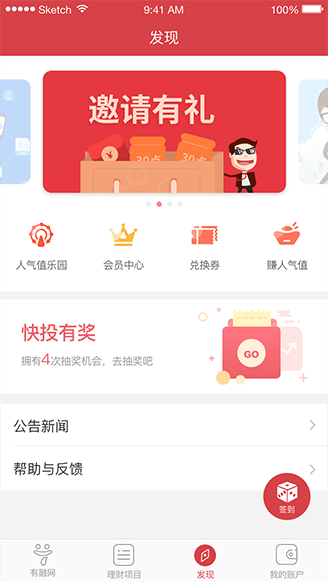 Sketch
9:41 AM
100%
发现
邀请有礼
30点
30点
人气值乐园
会员中心
兑换券
赚人气值
快投有奖
拥有4次抽奖机会，去抽奖吧
GO
公告新闻
帮助与反馈
签到
有融网
理财项目
发现
我的账户